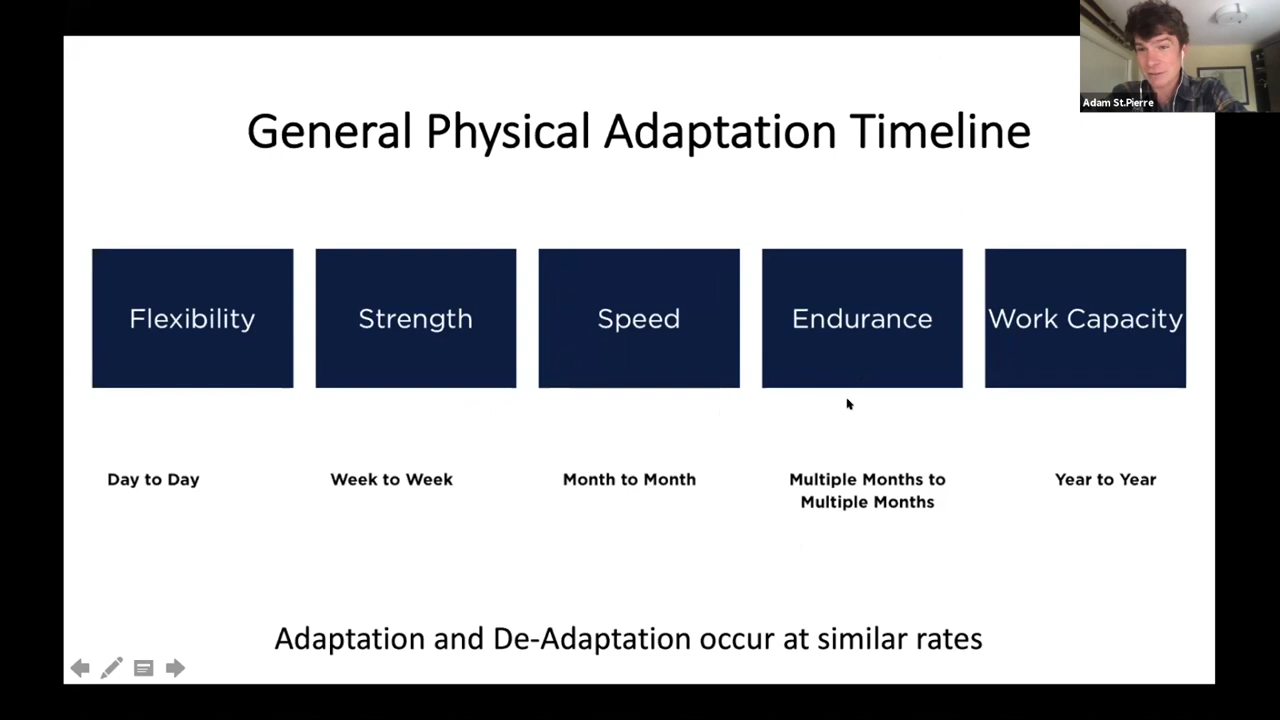 Adam St.Pierre
General Physical Adaptation Timeline
Flexibility
Strength
Speed
Endurance
Work Capacity
Day to Day
Week to Week
Month to Month
Multiple Months to
Multiple Months
Year to Year
Adaptation and De-Adaptation occur at similar rates